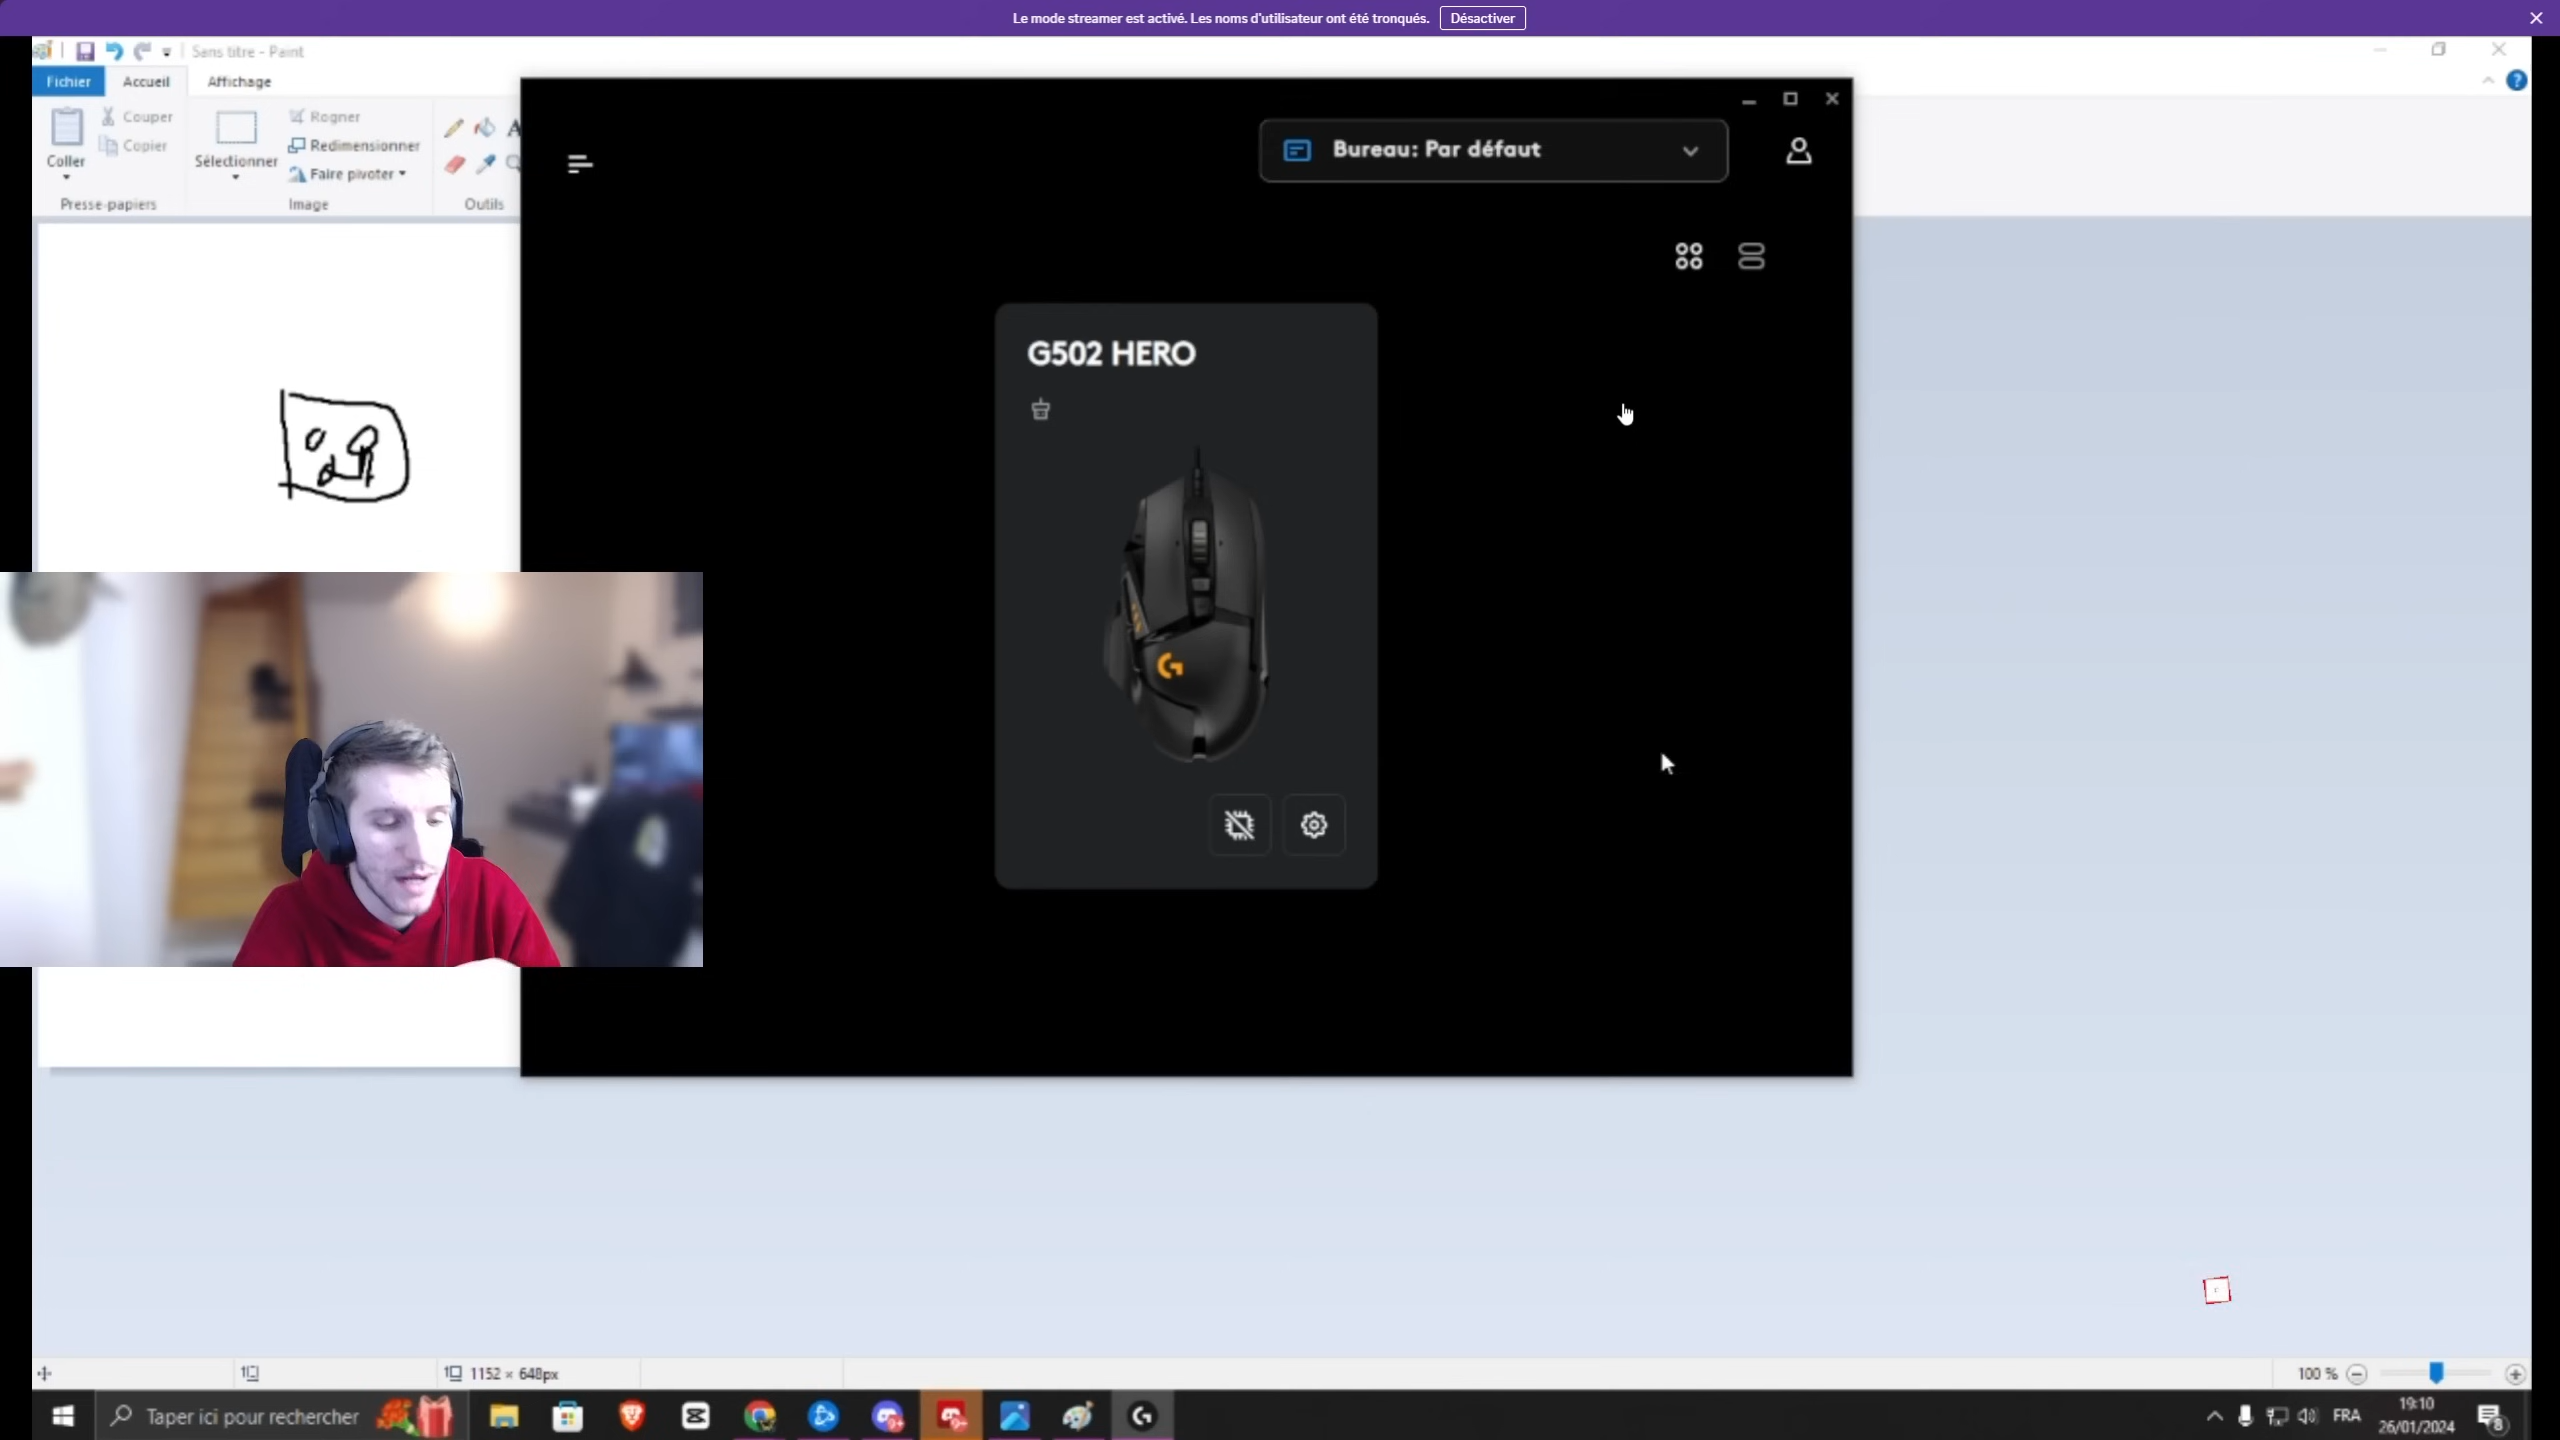 Le mode streamer est activé. Les noms d'utilisateur ont été tronqués. Désactiver
Sans titre - Paint
Fichier Accueil Affichage
Coller
Couper
Copier
Presse-papiers
Sélectionner
Rogner
Redimensionner
Faire pivoter
Image
A
Outils
Bureau: Par défaut
G502 HERO
1152 × 648px
100 %
Taper ici pour rechercher
FRA
19:10
26/01/2024
8